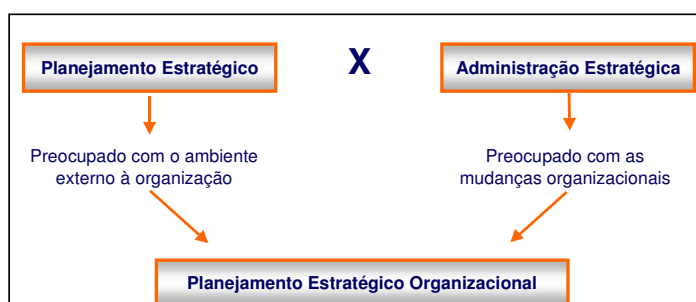 Planejamento Estratégico
X
Administração Estratégica
Preocupado com o ambiente
externo à organização
Preocupado com as
mudanças organizacionais
Planejamento Estratégico Organizacional